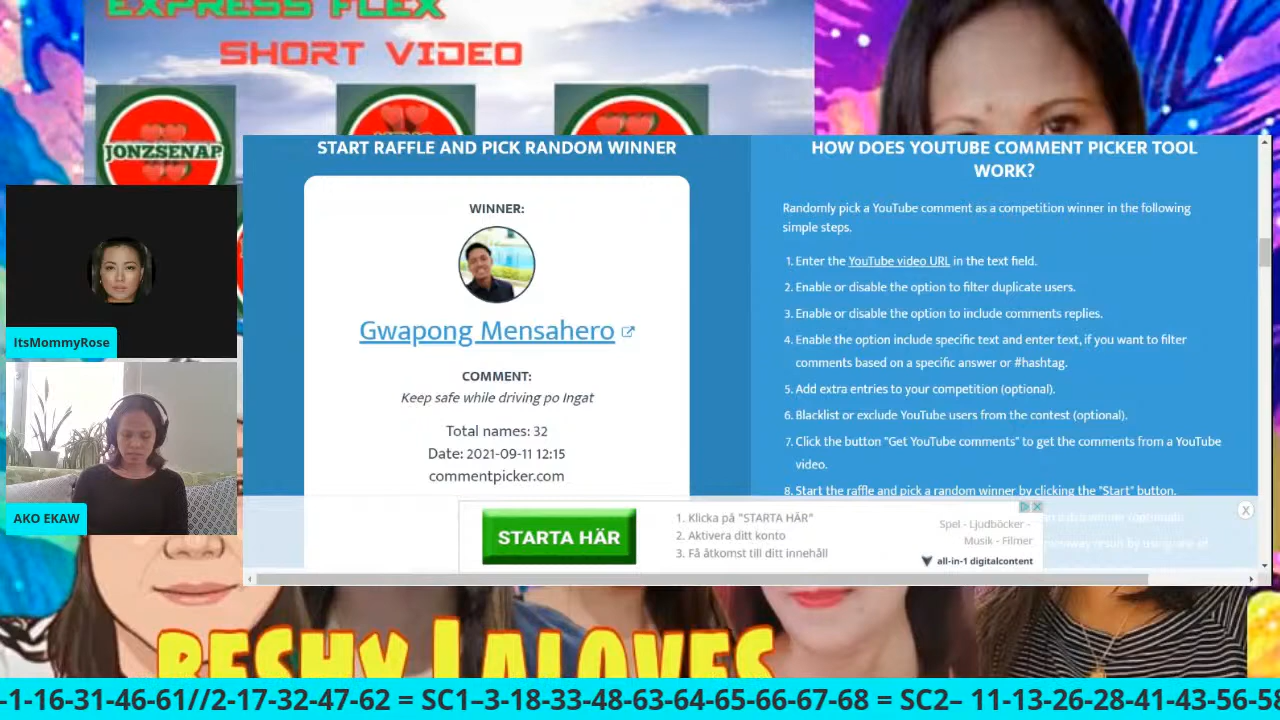 EXPRESS FLEX
SHORT VIDEO
JONZSENAP
START RAFFLE AND PICK RANDOM WINNER
WINNER:
Gwapong Mensahero
COMMENT:
Keep safe while driving po Ingat
Total names: 32
Date: 2021-09-11 12:15
commentpicker.com
HOW DOES YOUTUBE COMMENT PICKER TOOL
WORK?
Randomly pick a YouTube comment as a competition winner in the following
simple steps.
1. Enter the YouTube video URL in the text field.
2. Enable or disable the option to filter duplicate users.
3. Enable or disable the option to include comments replies.
4. Enable the option include specific text and enter text, if you want to filter
comments based on a specific answer or #hashtag.
5. Add extra entries to your competition (optional).
6. Blacklist or exclude YouTube users from the contest (optional).
7. Click the button "Get YouTube comments" to get the comments from a YouTube
video.
8. Start the raffle and pick a random winner by clicking the "Start" button.
ItsMommyRose
AKO EKAW
STARTA HÄR
1. Klicka på "STARTA HÄR"
2. Aktivera ditt konto
3. Få åtkomst till ditt innehåll
Spel - Ljudböcker -
Musik - Filmer
all-in-1 digitalcontent
BESHY LALOVES
-1-16-31-46-61//2-17-32-47-62 = SC1–3-18-33-48-63-64-65-66-67-68 = SC2– 11-13-26-28-41-43-56-58